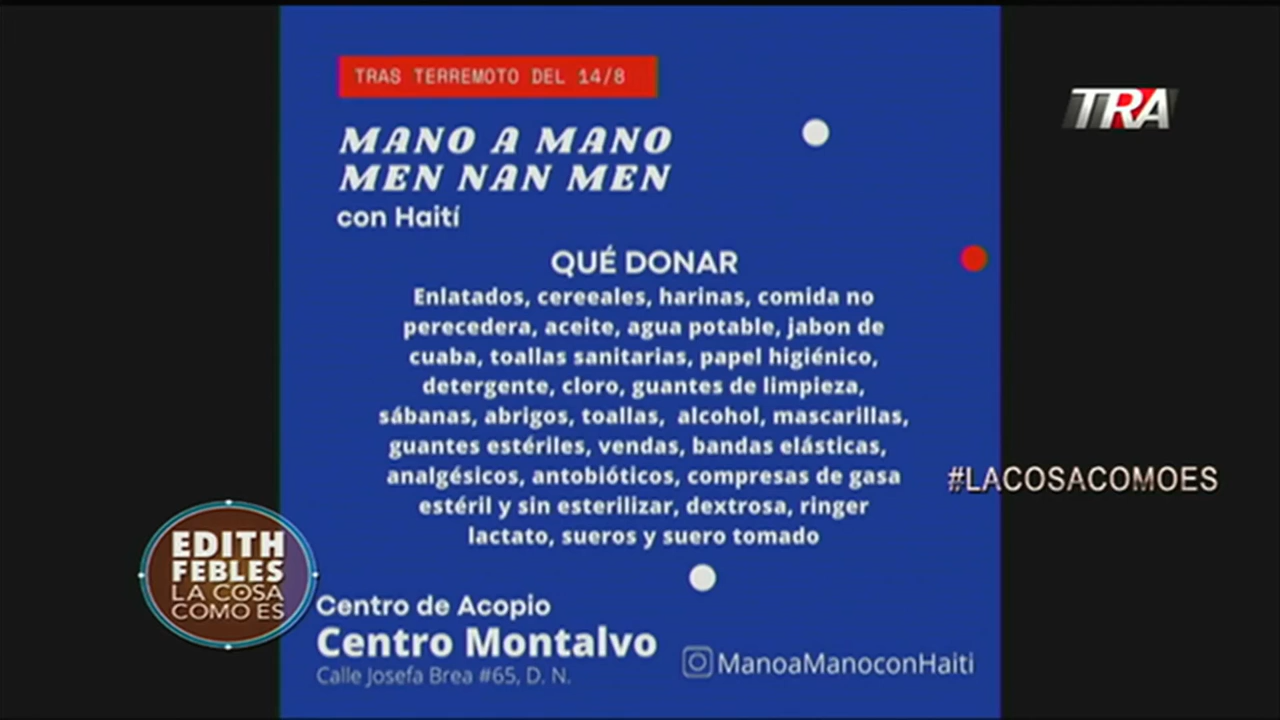 TRAS TERREMOTO DEL 14/8
TRA
MANO A MANO
MEN NAN MEN
con Haití
QUÉ DONAR
Enlatados, cereeales, harinas, comida no
perecedera, aceite, agua potable, jabon de
cuaba, toallas sanitarias, papel higiénico,
detergente, cloro, guantes de limpieza,
sábanas, abrigos, toallas, alcohol, mascarillas,
guantes estériles, vendas, bandas elásticas,
analgésicos, antobióticos, compresas de gasa
estéril y sin esterilizar, dextrosa, ringer
lactato, sueros y suero tomado
#LACOSACOMOES
EDITH
FEBLES
LA COSA
COMO ES
Centro de Acopio
Centro Montalvo
Calle Josefa Brea #65, D. N.
ManoaManoconHaiti